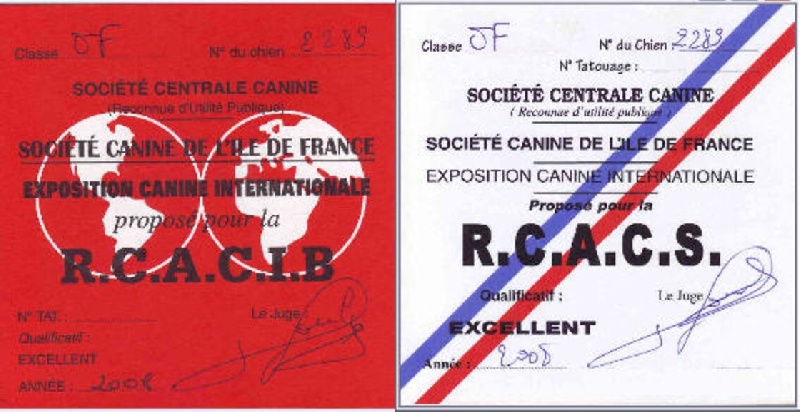 Classe JF N° du chien 2289
SOCIÉTÉ CENTRALE CANINE
(Reconnue d'Utilité Publique)
SOCIÉTÉ CANINE DE L'ILE DE FRANCE
EXPOSITION CANINE INTERNATIONALE
proposé pour la
R.C.A.C.I.B
N° TAT. :
Le Juge :
Qualificatif :
EXCELLENT
ANNÉE : 2008
Classe JF N° du Chien 2289
N° Tatouage :
SOCIÉTÉ CENTRALE CANINE
( Reconnue d'utilité publique )
SOCIÉTÉ CANINE DE L'ILE DE FRANCE
EXPOSITION CANINE INTERNATIONALE
Proposé pour la
R.C.A.C.S.
Qualificatif : Le Juge
EXCELLENT
Année : 2008